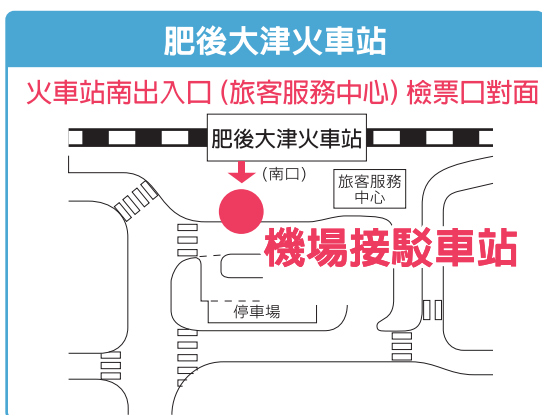 肥後大津火車站
火車站南出入口(旅客服務中心)檢票口對面
肥後大津火車站
(南口)
旅客服務
中心
機場接駁車站
停車場